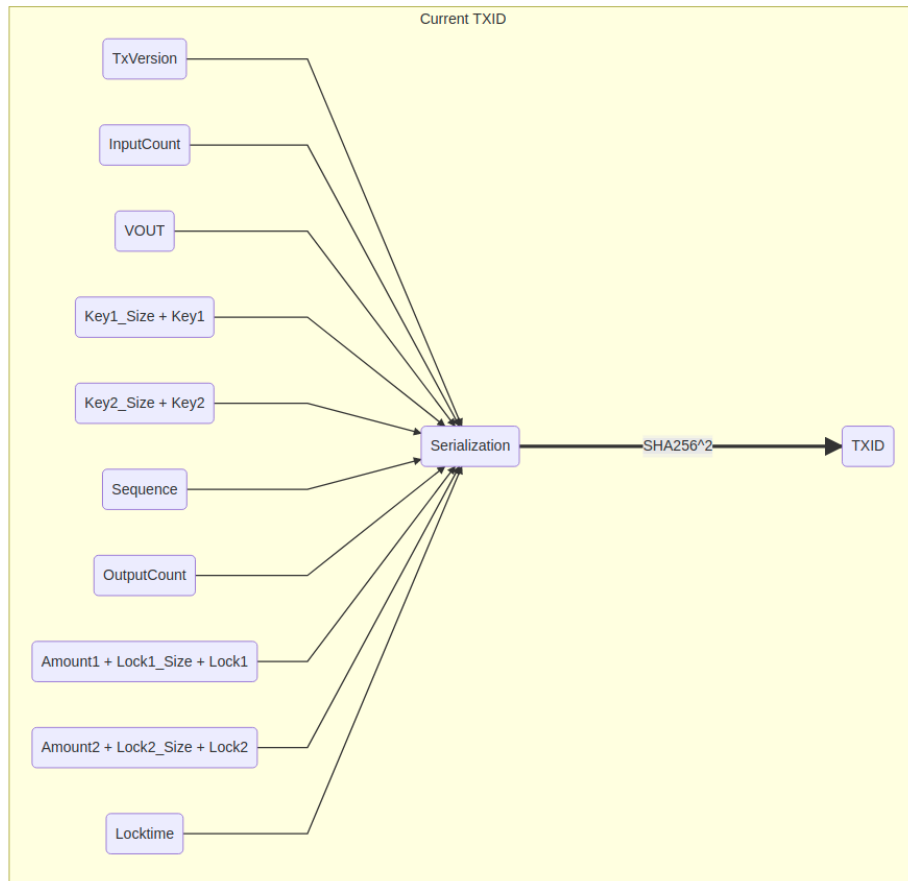 Current TXID
TxVersion
InputCount
VOUT
Key1_Size + Key1
Key2_Size + Key2
Serialization
SHA256^2
TXID
Sequence
OutputCount
Amount1 + Lock1_Size + Lock1
Amount2 + Lock2_Size + Lock2
Locktime